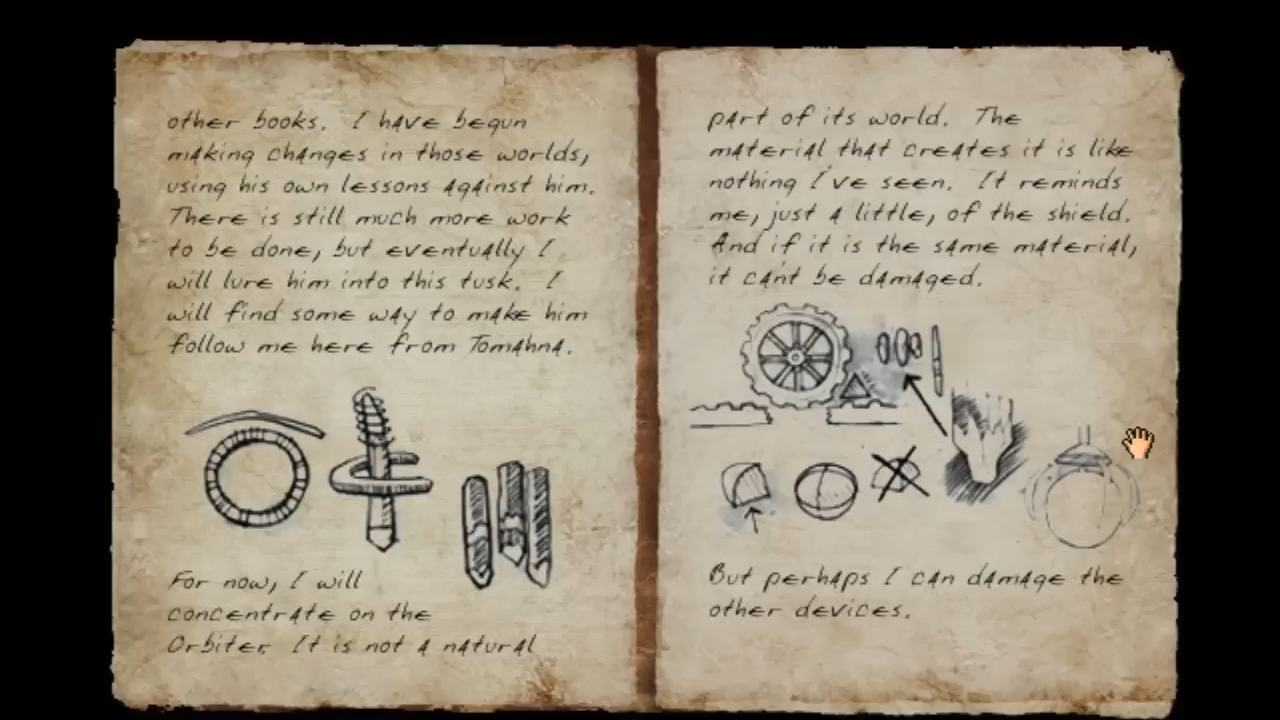 other books. I have begun
making changes in those worlds,
using his own lessons against him.
There is still much more work
to be done, but eventually I
will lure him into this tusk. I
will find some way to make him
follow me here from Tomahna.
For now, I will
concentrate on the
Orbiter. It is not a natural
part of its world. The
material that creates it is like
nothing I've seen. It reminds
me, just a little, of the shield.
And if it is the same material,
it can't be damaged.
But perhaps I can damage the
other devices.